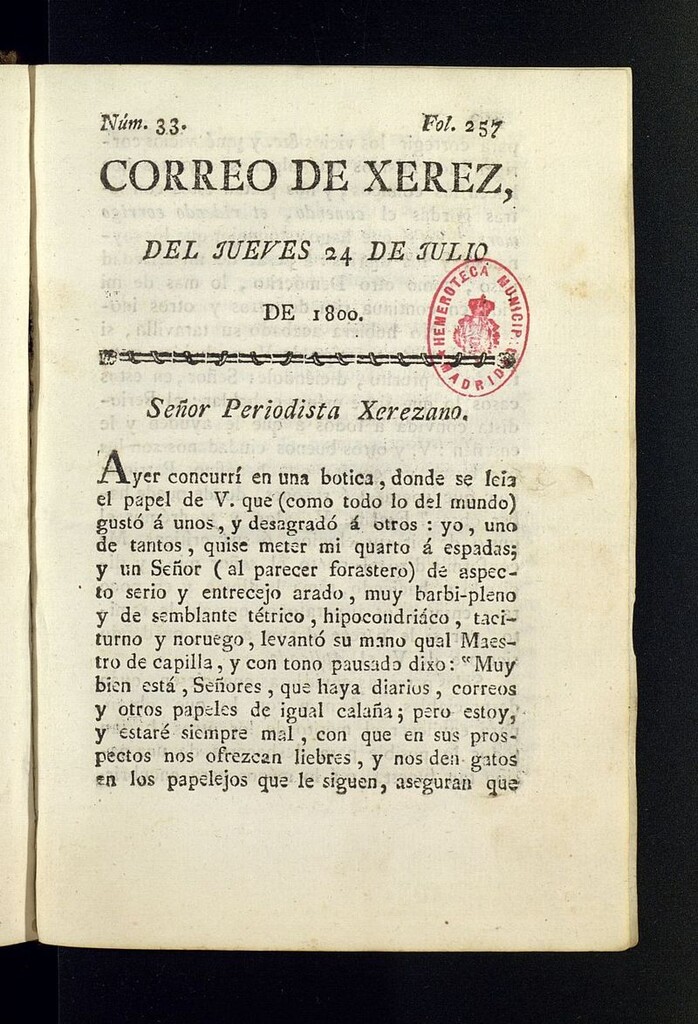 Núm. 33. Fol. 257
CORREO DE XEREZ,
DEL JUEVES 24 DE JULIO
DE 1800.
HEMEROTECA MUNICIPAL
MADRID
Señor Periodista Xerezano.
Ayer concurrí en una botica, donde se leia
el papel de V. que (como todo lo del mundo)
gustó á unos, y desagradó á otros: yo, uno
de tantos, quise meter mi quarto á espadas;
y un Señor (al parecer forastero) de aspec-
to serio y entrecejo arado, muy barbi-pleno
y de semblante tétrico, hipocondriáco, taci-
turno y noruego, levantó su mano qual Maes-
tro de capilla, y con tono pausado dixo: "Muy
bien está, Señores, que haya diarios, correos
y otros papeles de igual calaña; pero estoy,
y estaré siempre mal, con que en sus pros-
pectos nos ofrezcan liebres, y nos den gatos
en los papelejos que le siguen, aseguran que